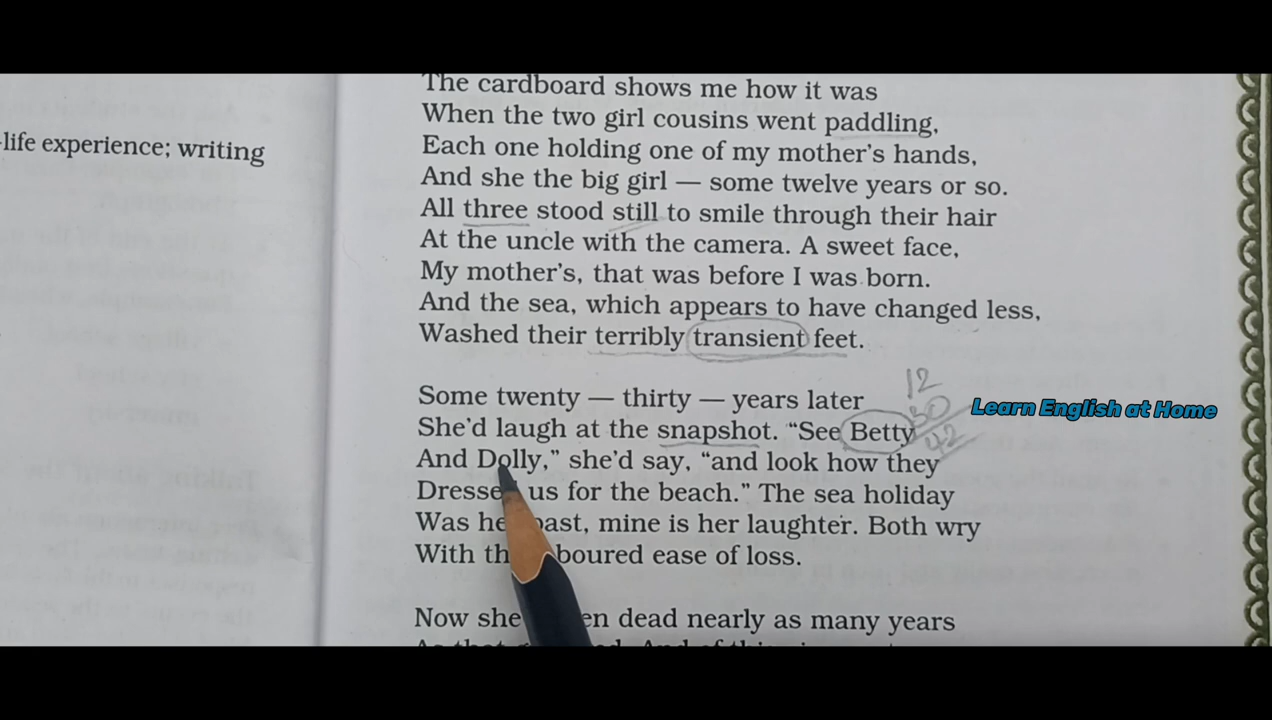 -life experience; writing
The cardboard shows me how it was
When the two girl cousins went paddling,
Each one holding one of my mother's hands,
And she the big girl — some twelve years or so.
All three stood still to smile through their hair
At the uncle with the camera. A sweet face,
My mother's, that was before I was born.
And the sea, which appears to have changed less,
Washed their terribly transient feet.
Some twenty — thirty — years later
She'd laugh at the snapshot. “See Betty
And Dolly,” she'd say, “and look how they
Dresse us for the beach.” The sea holiday
Was he past, mine is her laughter. Both wry
With th boured ease of loss.
Now she en dead nearly as many years
12
30
42
Learn English at Home